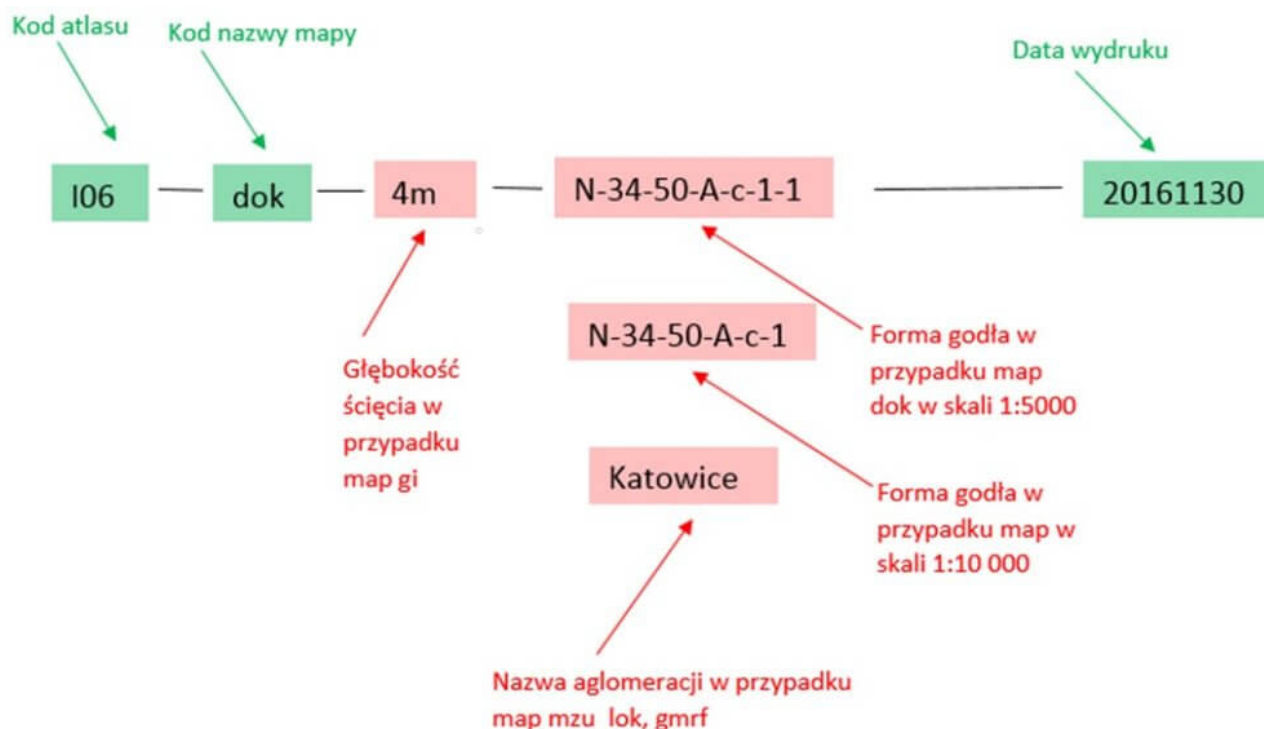 Kod atlasu
Kod nazwy mapy
Data wydruku
I06
dok
4m
N-34-50-A-c-1-1
20161130
N-34-50-A-c-1
Forma godła w
przypadku map
dok w skali 1:5000
Głębokość
ścięcia w
przypadku
map gi
Katowice
Forma godła w
przypadku map w
skali 1:10 000
Nazwa aglomeracji w przypadku
map mzu lok, gmrf